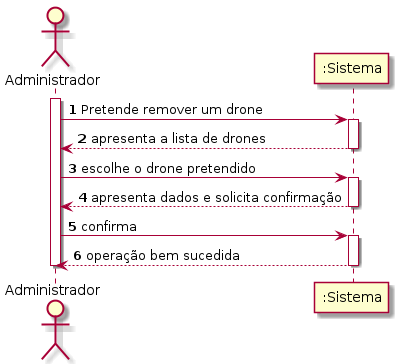 Administrador
:Sistema
1 Pretende remover um drone
2 apresenta a lista de drones
3 escolhe o drone pretendido
4 apresenta dados e solicita confirmação
5 confirma
6 operação bem sucedida
Administrador
:Sistema